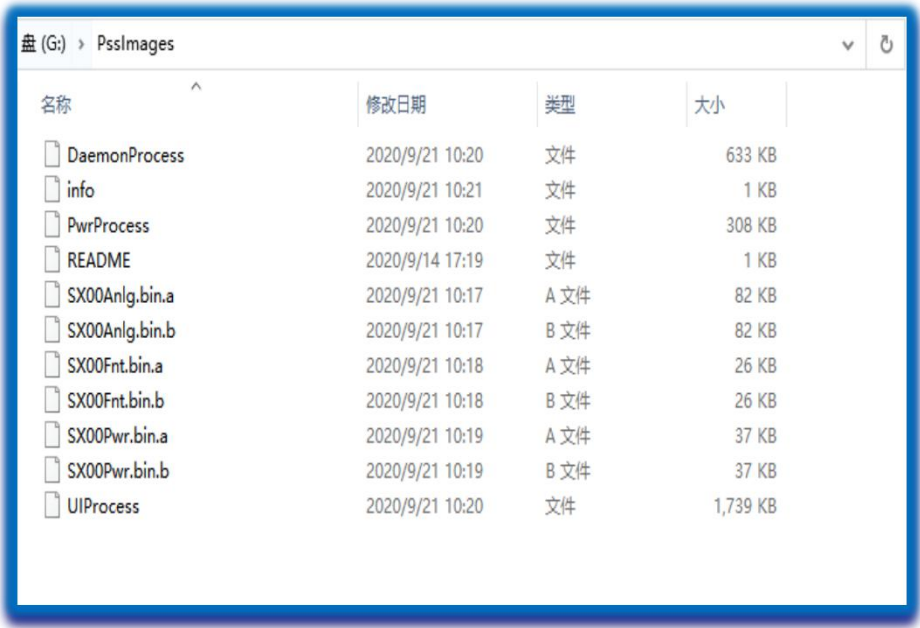 盘 (G:) › PssImages
名称 修改日期 类型 大小
DaemonProcess 2020/9/21 10:20 文件 633 KB
info 2020/9/21 10:21 文件 1 KB
PwrProcess 2020/9/21 10:20 文件 308 KB
README 2020/9/14 17:19 文件 1 KB
SX00Anlg.bin.a 2020/9/21 10:17 A 文件 82 KB
SX00Anlg.bin.b 2020/9/21 10:17 B 文件 82 KB
SX00Fnt.bin.a 2020/9/21 10:18 A 文件 26 KB
SX00Fnt.bin.b 2020/9/21 10:18 B 文件 26 KB
SX00Pwr.bin.a 2020/9/21 10:19 A 文件 37 KB
SX00Pwr.bin.b 2020/9/21 10:19 B 文件 37 KB
UIProcess 2020/9/21 10:20 文件 1,739 KB